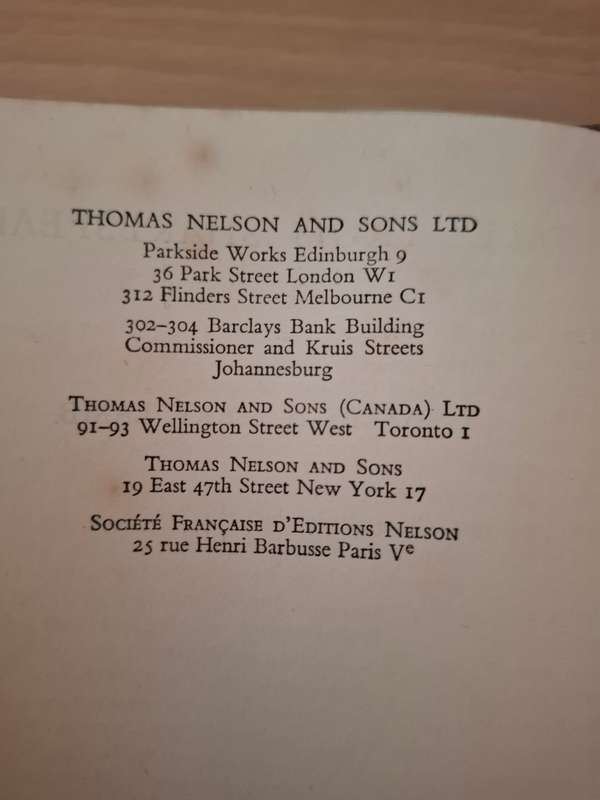 THOMAS NELSON AND SONS LTD
Parkside Works Edinburgh 9
36 Park Street London W1
312 Flinders Street Melbourne C1
302–304 Barclays Bank Building
Commissioner and Kruis Streets
Johannesburg
THOMAS NELSON AND SONS (CANADA) LTD
91–93 Wellington Street West Toronto 1
THOMAS NELSON AND SONS
19 East 47th Street New York 17
SOCIÉTÉ FRANÇAISE D'EDITIONS NELSON
25 rue Henri Barbusse Paris Ve